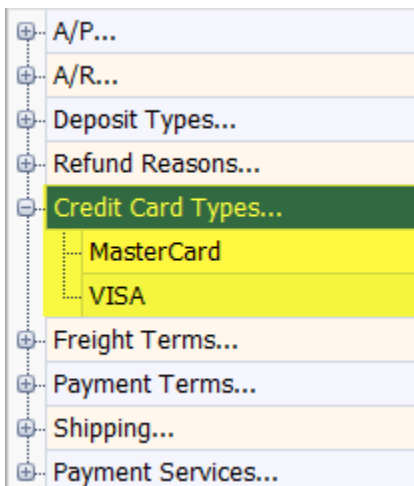 A/P...
A/R...
Deposit Types...
Refund Reasons...
Credit Card Types...
MasterCard
VISA
Freight Terms...
Payment Terms...
Shipping...
Payment Services...